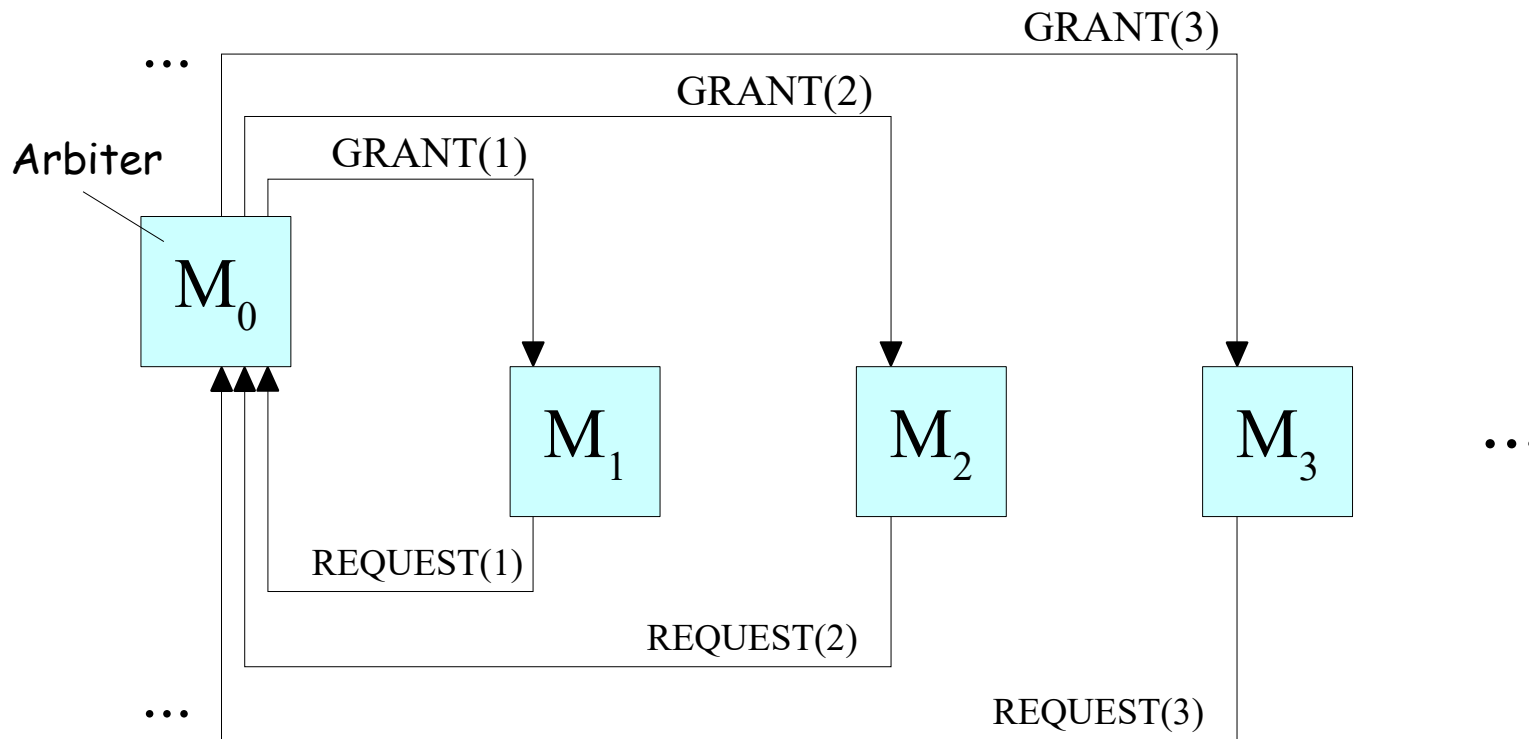 GRANT(3)
...
GRANT(2)
GRANT(1)
Arbiter
M0
M1
M2
M3
...
REQUEST(1)
REQUEST(2)
...
REQUEST(3)